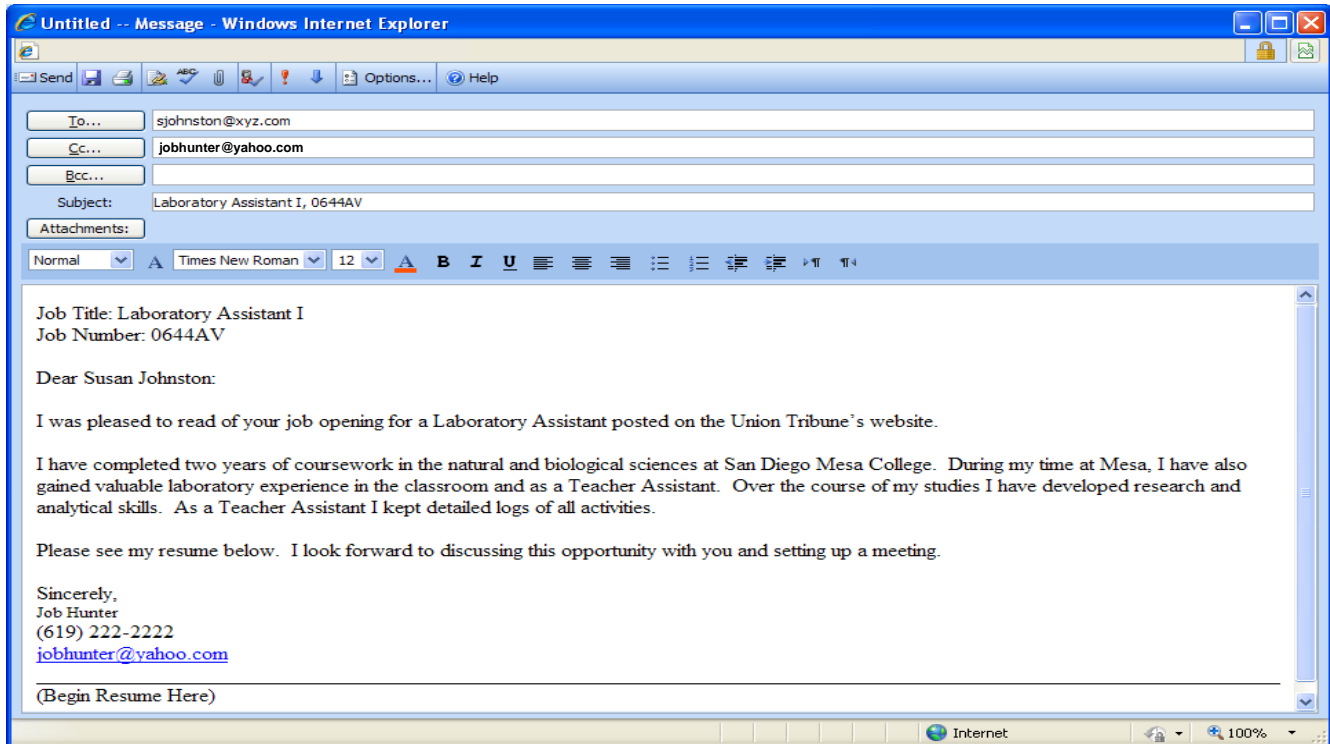 Untitled -- Message - Windows Internet Explorer
Send ABC Options... Help
To... sjohnston@xyz.com
Cc... jobhunter@yahoo.com
Bcc...
Subject: Laboratory Assistant I, 0644AV
Attachments:
Normal A Times New Roman 12 A B I U
Job Title: Laboratory Assistant I
Job Number: 0644AV
Dear Susan Johnston:
I was pleased to read of your job opening for a Laboratory Assistant posted on the Union Tribune’s website.
I have completed two years of coursework in the natural and biological sciences at San Diego Mesa College.  During my time at Mesa, I have also
gained valuable laboratory experience in the classroom and as a Teacher Assistant.  Over the course of my studies I have developed research and
analytical skills.  As a Teacher Assistant I kept detailed logs of all activities.
Please see my resume below.  I look forward to discussing this opportunity with you and setting up a meeting.
Sincerely,
Job Hunter
(619) 222-2222
jobhunter@yahoo.com
(Begin Resume Here)
Internet 100%